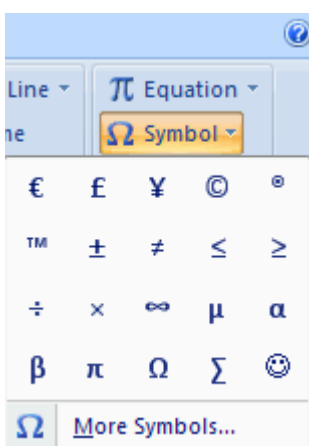 Line
π Equation
ne
Ω Symbol
€ £ ¥ © ®
™ ± ≠ ≤ ≥
÷ × ∞ µ α
β π Ω ∑ ☺
Ω More Symbols...